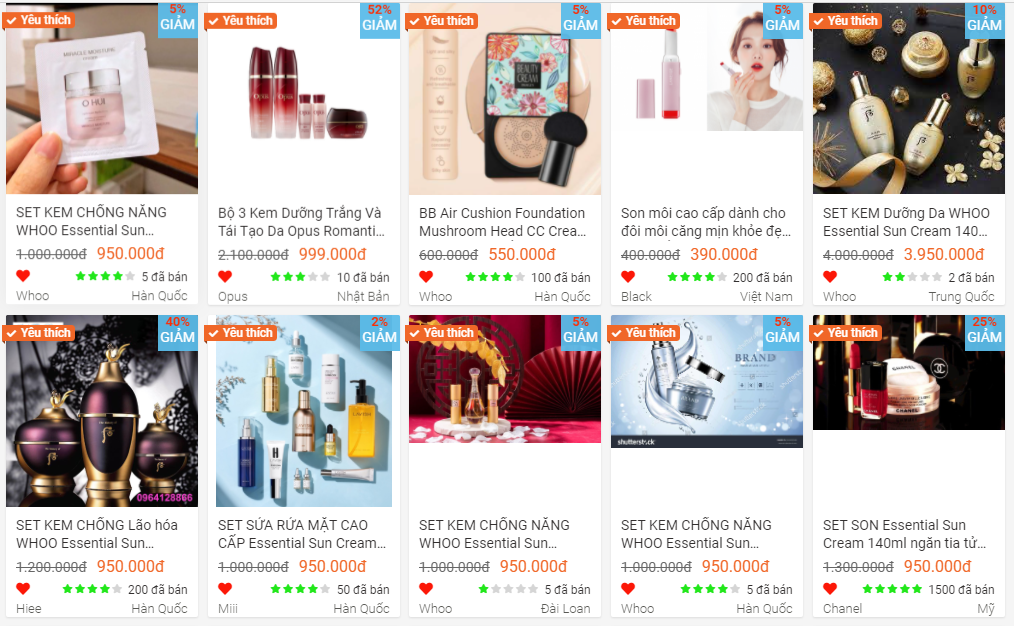 Yêu thích
5%
GIẢM
MIRACLE MOISTURE
O HUI
SET KEM CHỐNG NĂNG
WHOO Essential Sun...
1.000.000đ 950.000đ
5 đã bán
Whoo Hàn Quốc
Yêu thích
52%
GIẢM
Opus
Bộ 3 Kem Dưỡng Trắng Và
Tái Tạo Da Opus Romanti...
2.100.000đ 999.000đ
10 đã bán
Opus Nhật Bản
Yêu thích
5%
GIẢM
BEAUTY
CREAM
BB Air Cushion Foundation
Mushroom Head CC Crea...
600.000đ 550.000đ
100 đã bán
Whoo Hàn Quốc
Yêu thích
5%
GIẢM
Son môi cao cấp dành cho
đôi môi căng mịn khỏe đẹ...
400.000đ 390.000đ
200 đã bán
Black Việt Nam
Yêu thích
10%
GIẢM
SET KEM Dưỡng Da WHOO
Essential Sun Cream 140...
4.000.000đ 3.950.000đ
2 đã bán
Whoo Trung Quốc
Yêu thích
40%
GIẢM
0964128866
SET KEM CHỐNG Lão hóa
WHOO Essential Sun...
1.200.000đ 950.000đ
200 đã bán
Hiee Hàn Quốc
Yêu thích
2%
GIẢM
H
SET SỮA RỬA MẶT CAO
CẤP Essential Sun Cream...
1.000.000đ 950.000đ
50 đã bán
Miii Hàn Quốc
Yêu thích
5%
GIẢM
SET KEM CHỐNG NĂNG
WHOO Essential Sun...
1.000.000đ 950.000đ
5 đã bán
Whoo Đài Loan
Yêu thích
5%
GIẢM
BRAND
shutterstock
SET KEM CHỐNG NĂNG
WHOO Essential Sun...
1.000.000đ 950.000đ
5 đã bán
Whoo Hàn Quốc
Yêu thích
25%
GIẢM
CHANEL
CHANEL
SET SON Essential Sun
Cream 140ml ngăn tia tử...
1.300.000đ 950.000đ
1500 đã bán
Chanel Mỹ